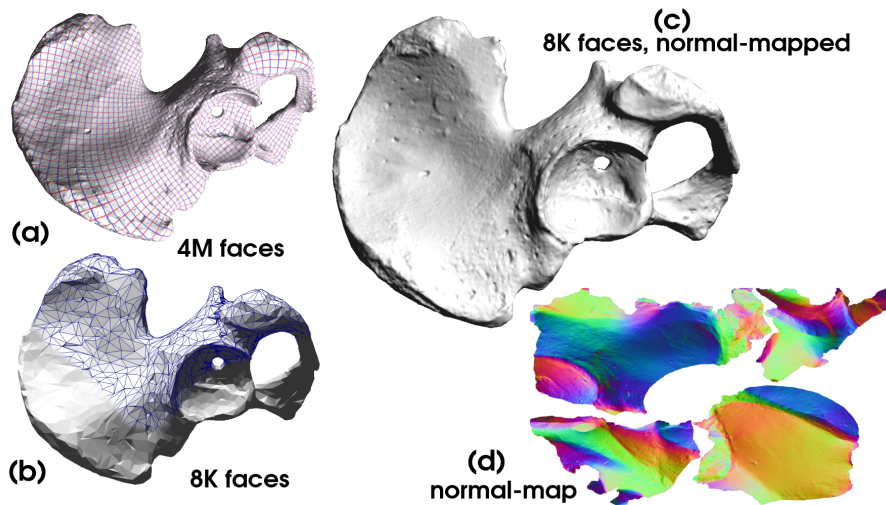 (a)
4M faces
(b)
8K faces
(c)
8K faces, normal-mapped
(d)
normal-map